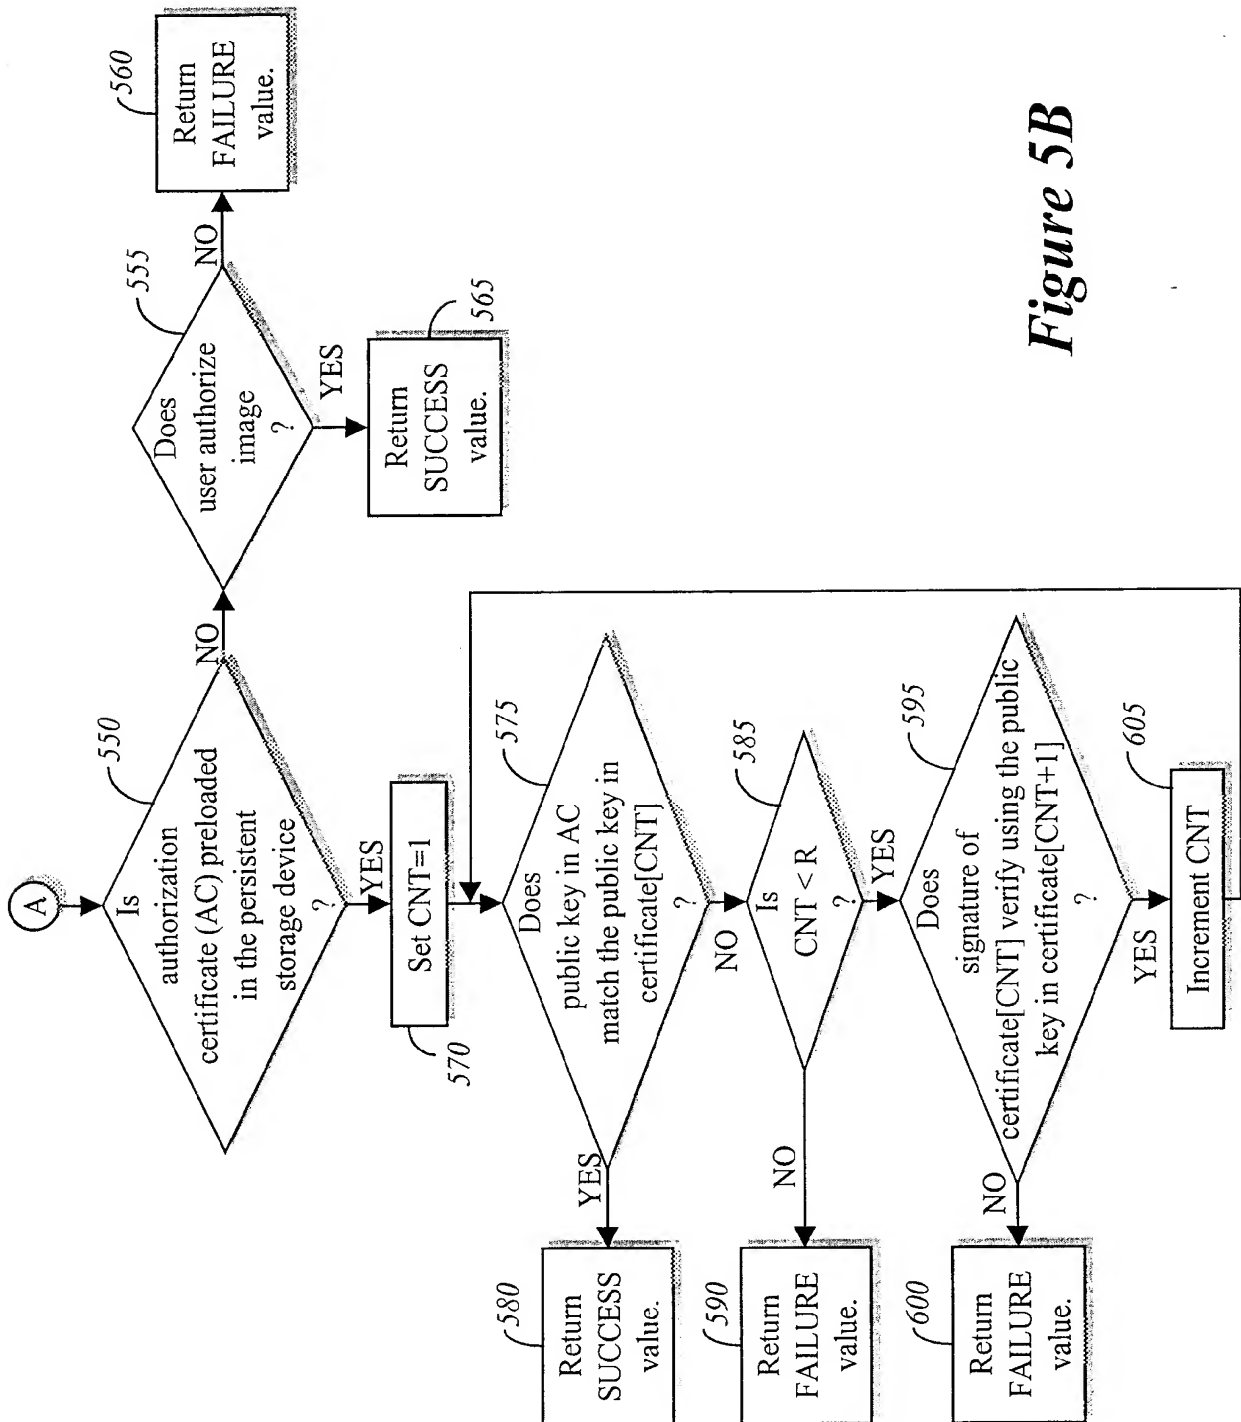 A
550
Is
authorization
certificate (AC) preloaded
in the persistent
storage device
?
NO
YES
555
Does
user authorize
image
?
NO
YES
560
Return
FAILURE
value.
565
Return
SUCCESS
value.
570
Set CNT=1
575
Does
public key in AC
match the public key in
certificate[CNT]
?
YES
NO
580
Return
SUCCESS
value.
585
Is
CNT < R
?
NO
YES
590
Return
FAILURE
value.
595
Does
signature of
certificate[CNT] verify using the public
key in certificate[CNT+1]
?
NO
YES
600
Return
FAILURE
value.
605
Increment CNT
Figure 5B